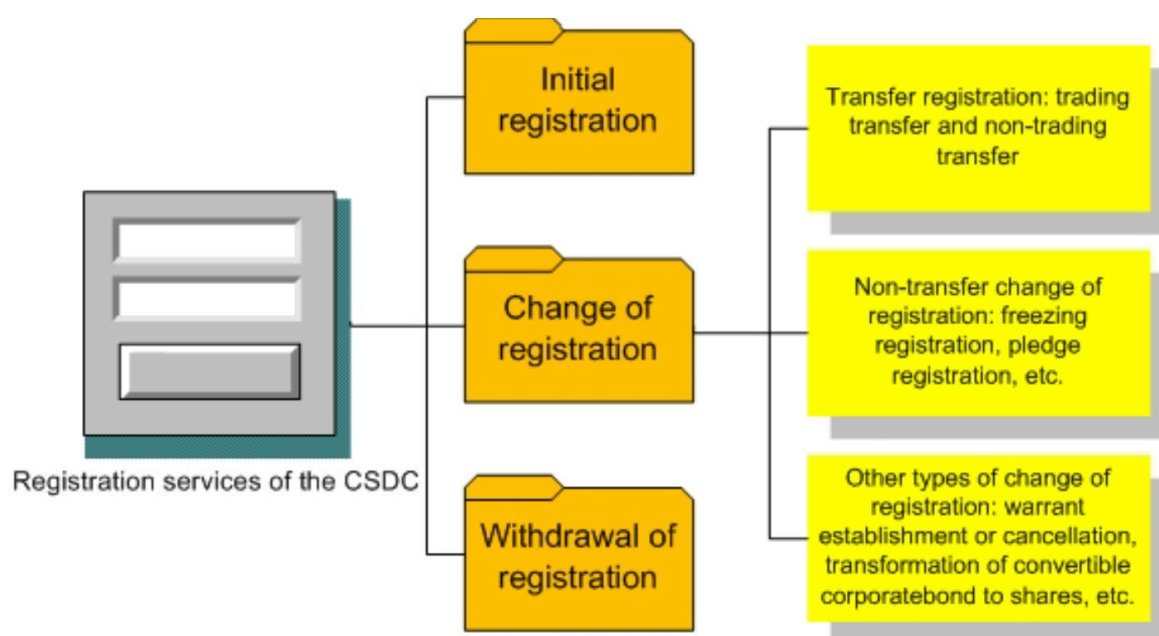 Initial
registration
Transfer registration: trading
transfer and non-trading
transfer
Registration services of the CSDC
Change of
registration
Non-transfer change of
registration: freezing
registration, pledge
registration, etc.
Withdrawal of
registration
Other types of change of
registration: warrant
establishment or cancellation,
transformation of convertible
corporatebond to shares, etc.